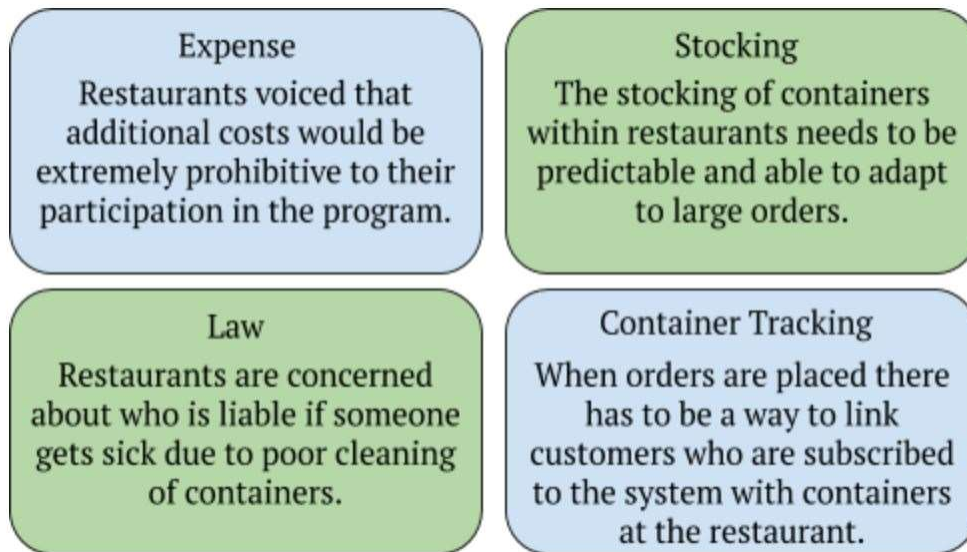 Expense
Restaurants voiced that
additional costs would be
extremely prohibitive to their
participation in the program.
Stocking
The stocking of containers
within restaurants needs to be
predictable and able to adapt
to large orders.
Law
Restaurants are concerned
about who is liable if someone
gets sick due to poor cleaning
of containers.
Container Tracking
When orders are placed there
has to be a way to link
customers who are subscribed
to the system with containers
at the restaurant.